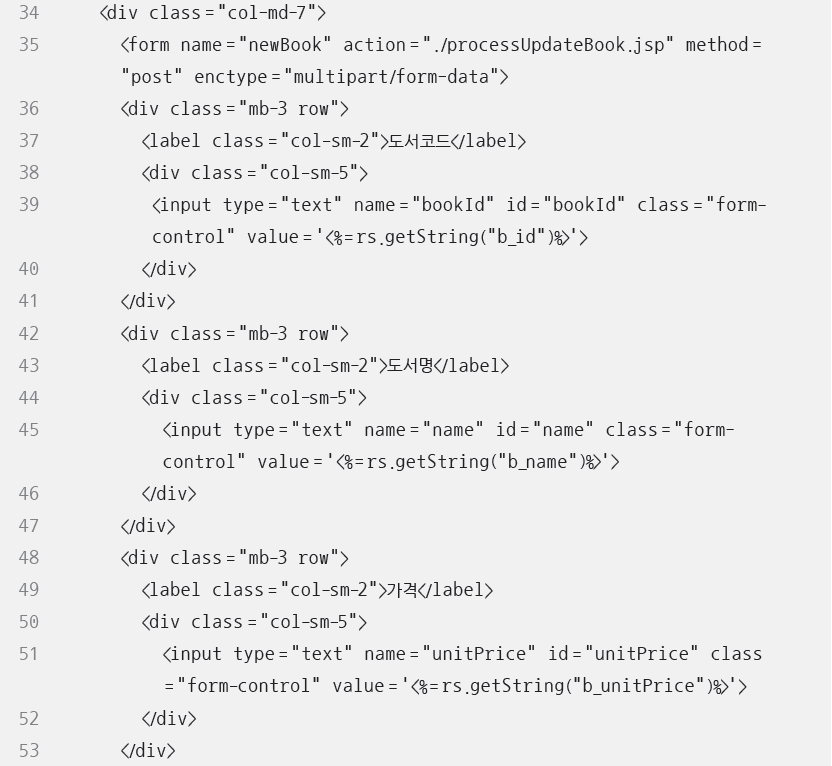 34 <div class="col-md-7">
35 <form name="newBook" action="./processUpdateBook.jsp" method=
"post" enctype="multipart/form-data">
36 <div class="mb-3 row">
37 <label class="col-sm-2">도서코드</label>
38 <div class="col-sm-5">
39 <input type="text" name="bookId" id="bookId" class="form-
control" value='<%=rs.getString("b_id")%>'>
40 </div>
41 </div>
42 <div class="mb-3 row">
43 <label class="col-sm-2">도서명</label>
44 <div class="col-sm-5">
45 <input type="text" name="name" id="name" class="form-
control" value='<%=rs.getString("b_name")%>'>
46 </div>
47 </div>
48 <div class="mb-3 row">
49 <label class="col-sm-2">가격</label>
50 <div class="col-sm-5">
51 <input type="text" name="unitPrice" id="unitPrice" class
="form-control" value='<%=rs.getString("b_unitPrice")%>'>
52 </div>
53 </div>